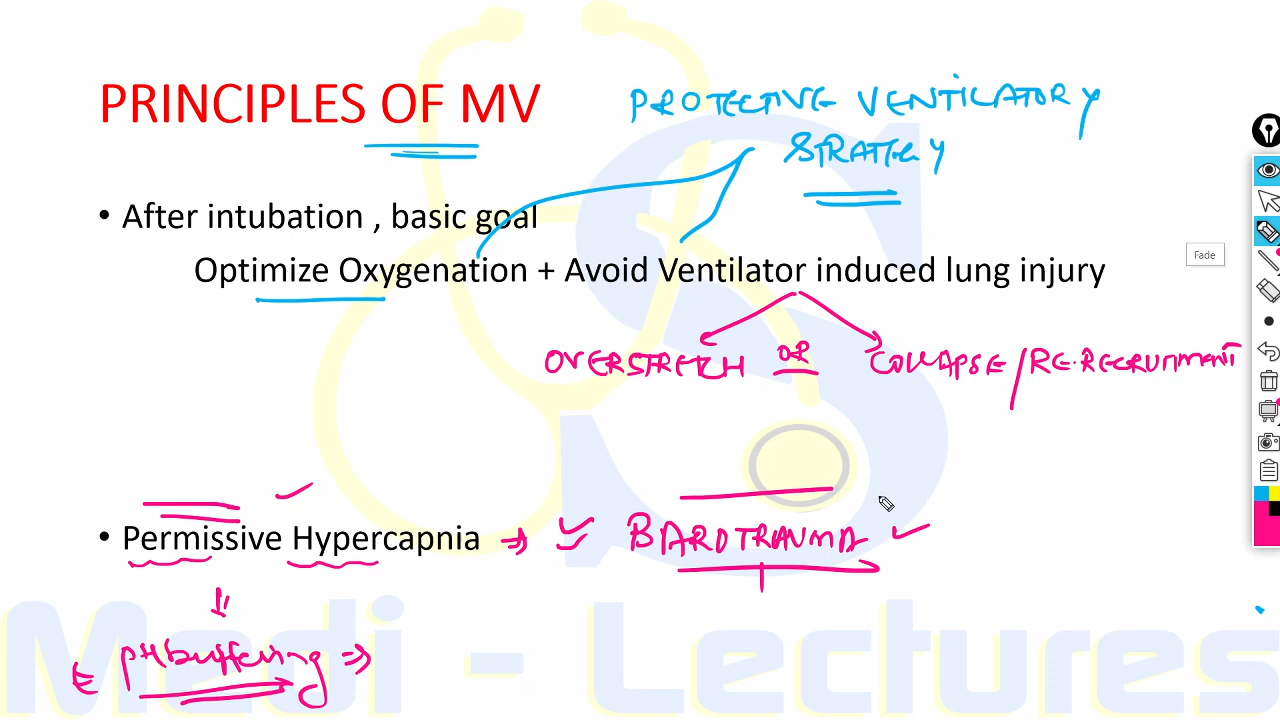 PRINCIPLES OF MV
PROTECTIVE VENTILATORY
STRATEGY
• After intubation , basic goal
Optimize Oxygenation + Avoid Ventilator induced lung injury
Fade
OVERSTRETCH OR COLLAPSE/RE.RECRUITMENT
• Permissive Hypercapnia → BAROTRAUMA
pH buffering ⇒
Medi - Lectures